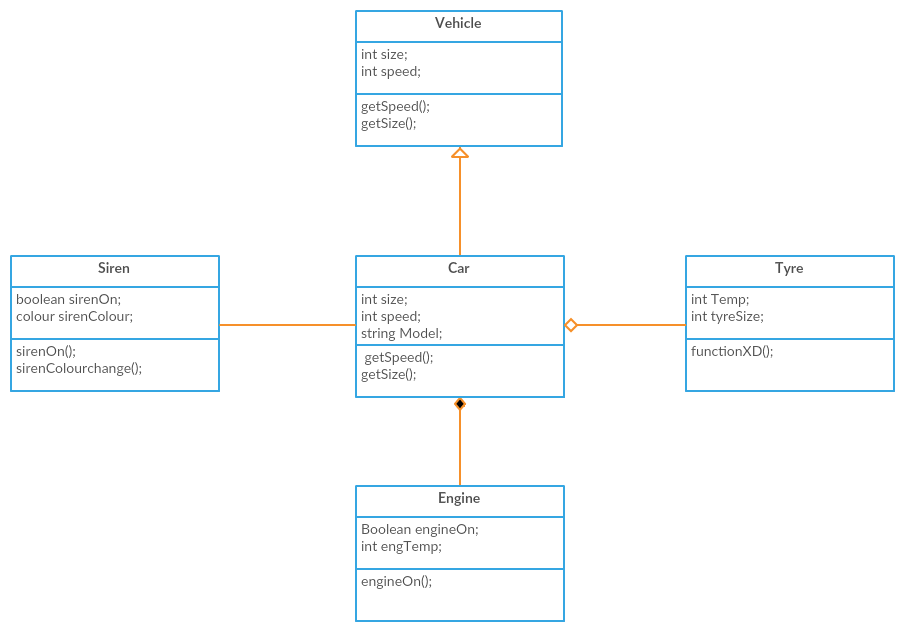 Vehicle
int size;
int speed;
getSpeed();
getSize();
Siren
boolean sirenOn;
colour sirenColour;
sirenOn();
sirenColourchange();
Car
int size;
int speed;
string Model;
getSpeed();
getSize();
Tyre
int Temp;
int tyreSize;
functionXD();
Engine
Boolean engineOn;
int engTemp;
engineOn();